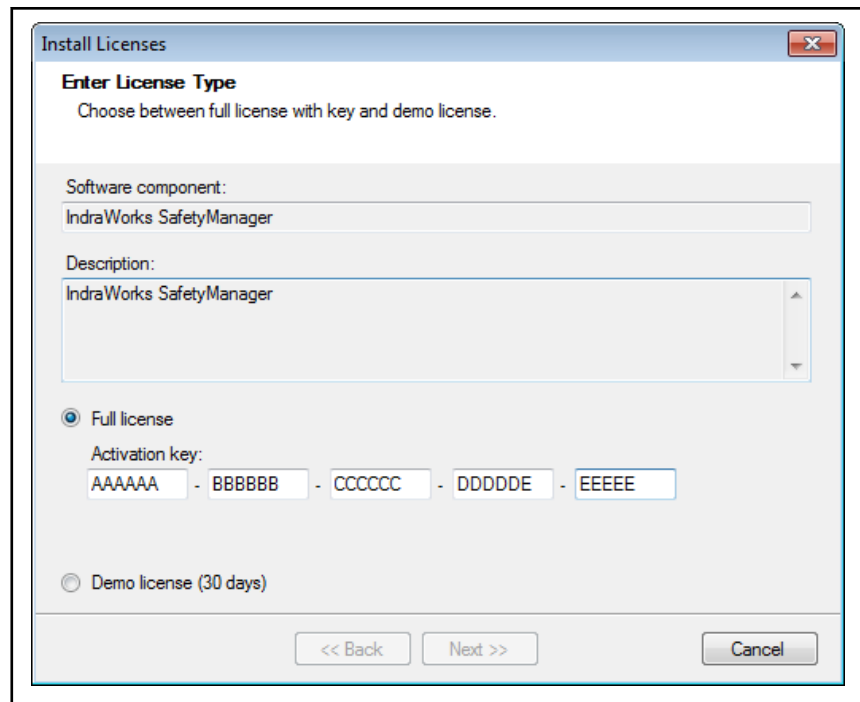 Install Licenses
Enter License Type
Choose between full license with key and demo license.
Software component:
IndraWorks SafetyManager
Description:
IndraWorks SafetyManager
Full license
Activation key:
AAAAAA - BBBBBB - CCCCCC - DDDDDE - EEEEE
Demo license (30 days)
<< Back Next >> Cancel